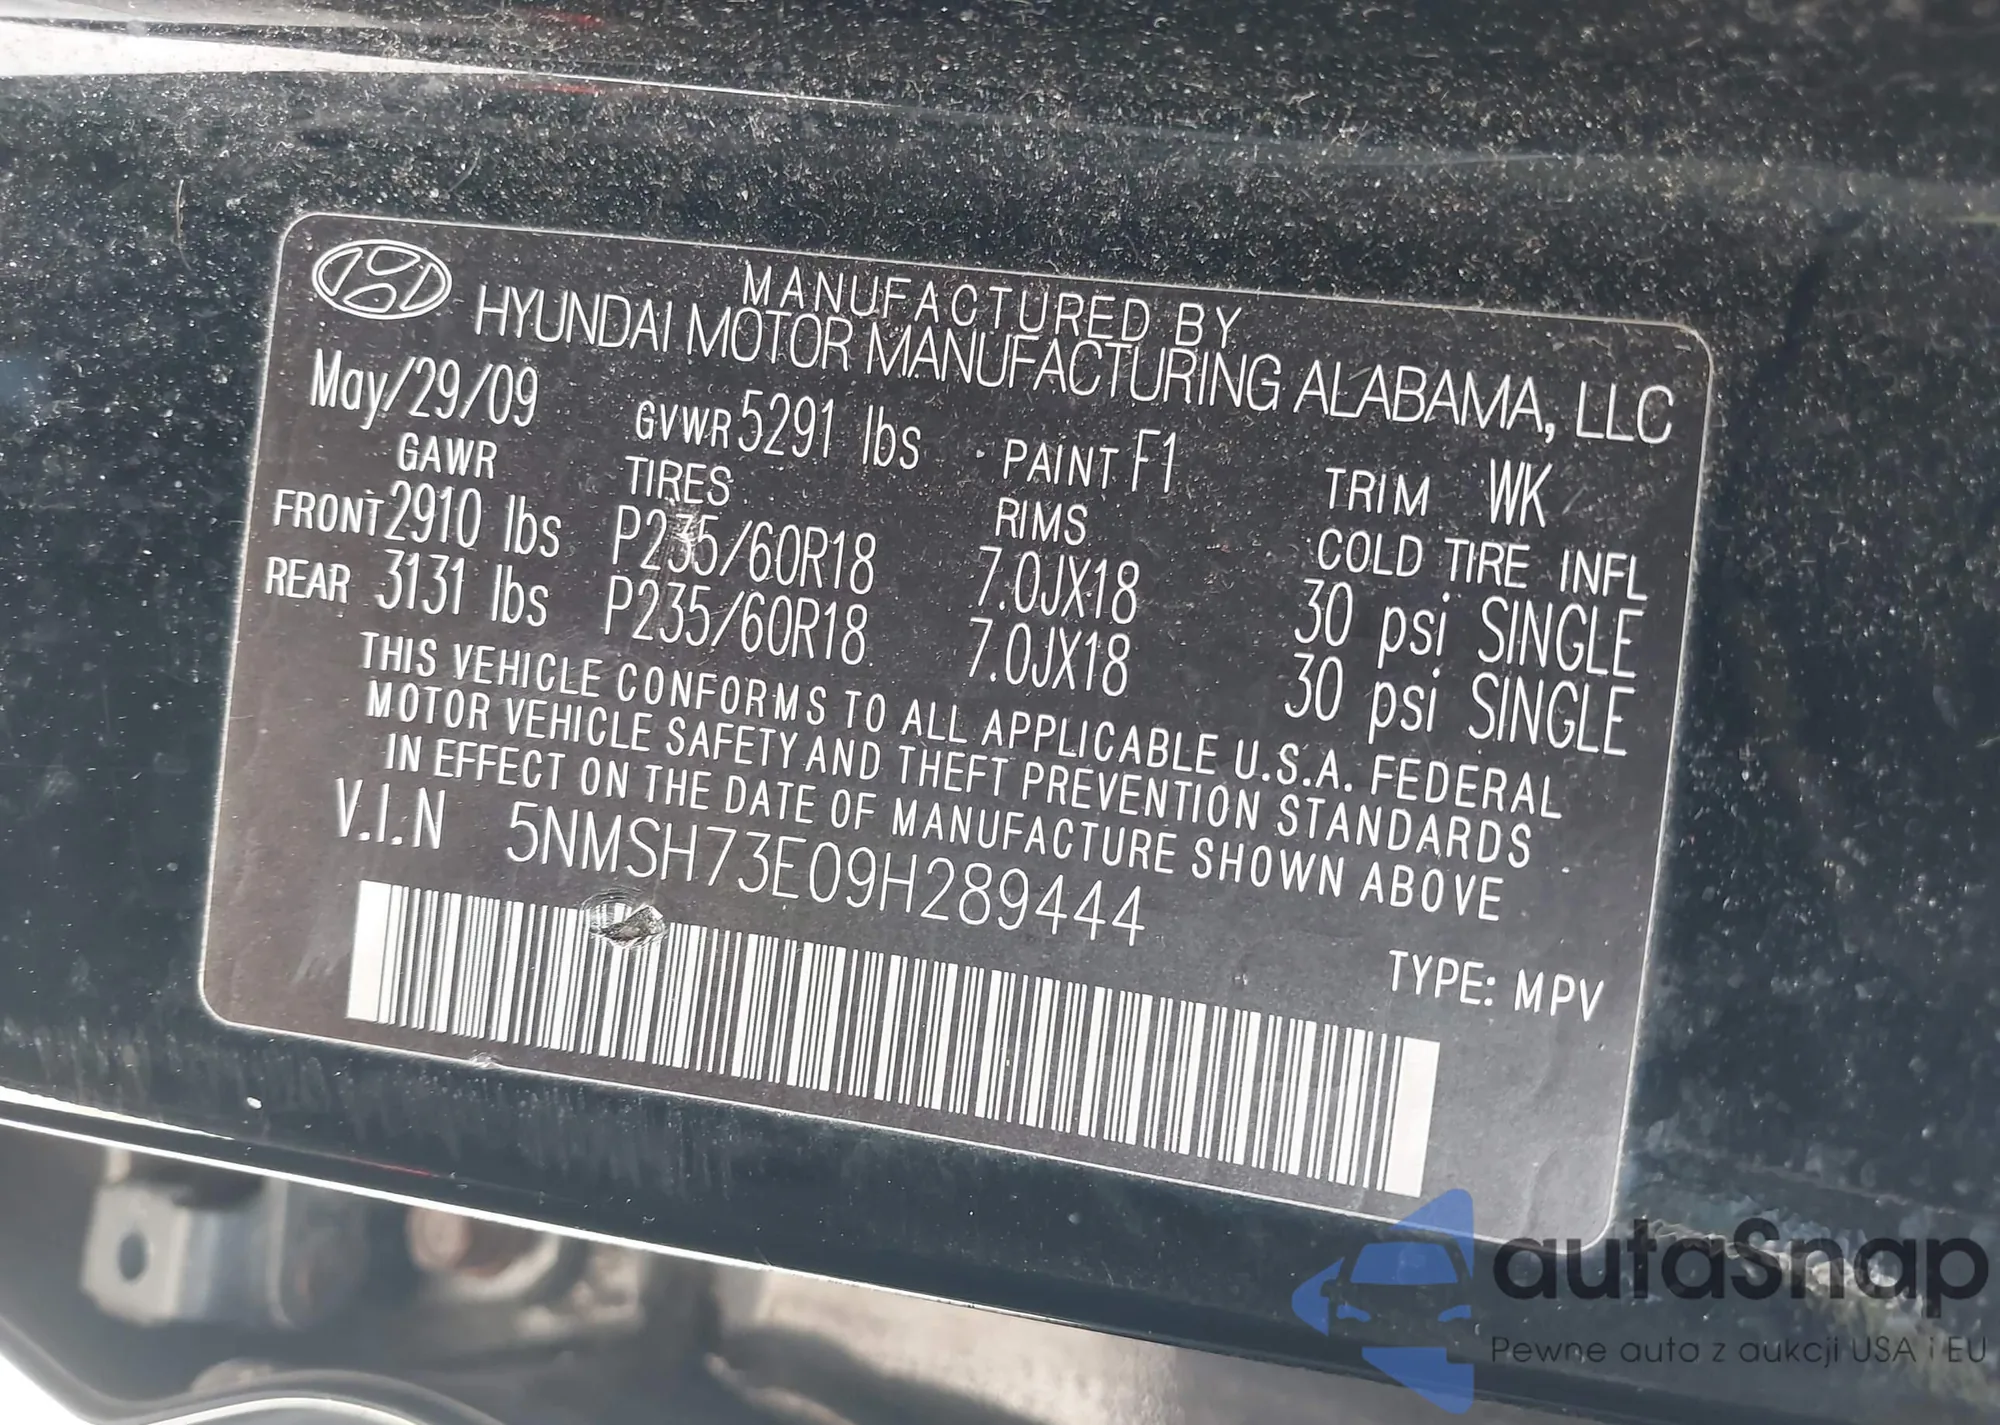 MANUFACTURED BY
HYUNDAI MOTOR MANUFACTURING ALABAMA, LLC
May/29/09 GVWR 5291 lbs PAINT F1 TRIM WK
GAWR TIRES RIMS COLD TIRE INFL
FRONT 2910 lbs P235/60R18 7.0JX18 30 psi SINGLE
REAR 3131 lbs P235/60R18 7.0JX18 30 psi SINGLE
THIS VEHICLE CONFORMS TO ALL APPLICABLE U.S.A. FEDERAL
MOTOR VEHICLE SAFETY AND THEFT PREVENTION STANDARDS
IN EFFECT ON THE DATE OF MANUFACTURE SHOWN ABOVE
V.I.N 5NMSH73E09H289444
TYPE: MPV
autaSnap
Pewne auto z aukcji USA i EU